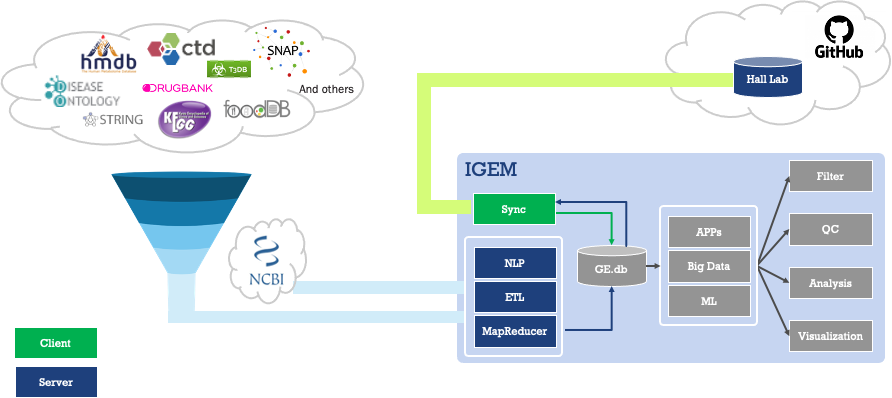 hmdb
ctd
SNAP
T3DB
DISEASE
ONTOLOGY
DRUGBANK
And others
STRING
KEGG
foodDB
GitHub
Hall Lab
IGEM
Sync
NLP
ETL
MapReducer
NCBI
GE.db
APPs
Big Data
ML
Filter
QC
Analysis
Visualization
Client
Server